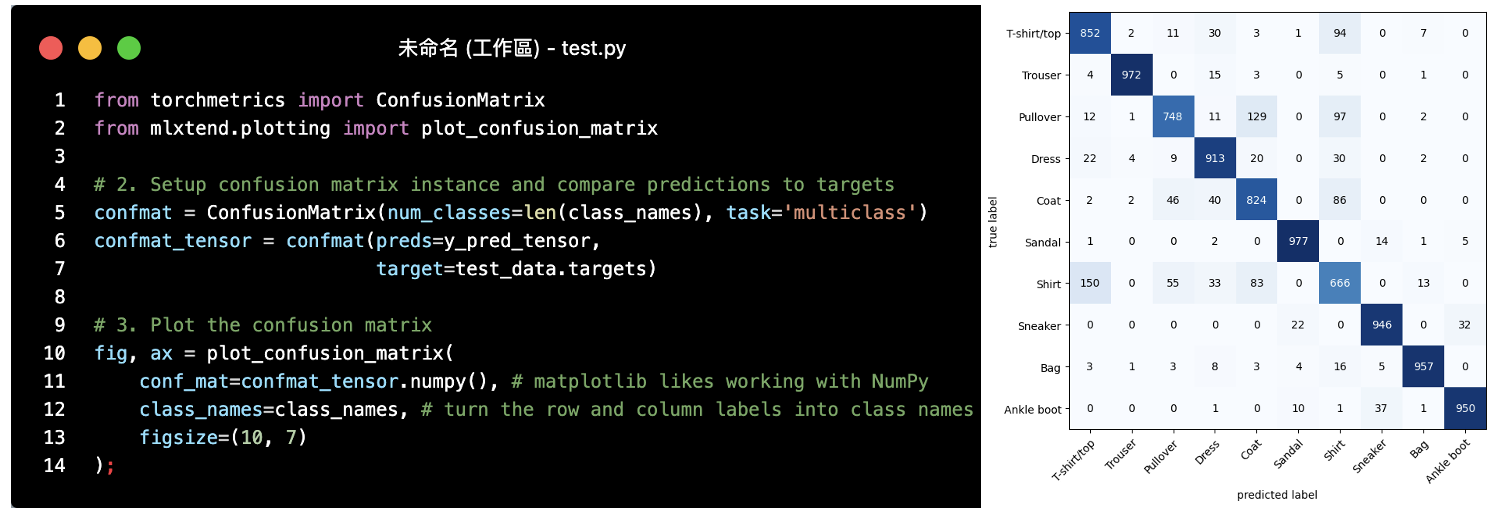 未命名 (工作區) - test.py
1 from torchmetrics import ConfusionMatrix
2 from mlxtend.plotting import plot_confusion_matrix
3
4 # 2. Setup confusion matrix instance and compare predictions to targets
5 confmat = ConfusionMatrix(num_classes=len(class_names), task='multiclass')
6 confmat_tensor = confmat(preds=y_pred_tensor,
7                          target=test_data.targets)
8
9 # 3. Plot the confusion matrix
10 fig, ax = plot_confusion_matrix(
11     conf_mat=confmat_tensor.numpy(), # matplotlib likes working with NumPy
12     class_names=class_names, # turn the row and column labels into class names
13     figsize=(10, 7)
14 );
true label
T-shirt/top 852 2 11 30 3 1 94 0 7 0
Trouser 4 972 0 15 3 0 5 0 1 0
Pullover 12 1 748 11 129 0 97 0 2 0
Dress 22 4 9 913 20 0 30 0 2 0
Coat 2 2 46 40 824 0 86 0 0 0
Sandal 1 0 0 2 0 977 0 14 1 5
Shirt 150 0 55 33 83 0 666 0 13 0
Sneaker 0 0 0 0 0 22 0 946 0 32
Bag 3 1 3 8 3 4 16 5 957 0
Ankle boot 0 0 0 1 0 10 1 37 1 950
T-shirt/top Trouser Pullover Dress Coat Sandal Shirt Sneaker Bag Ankle boot
predicted label